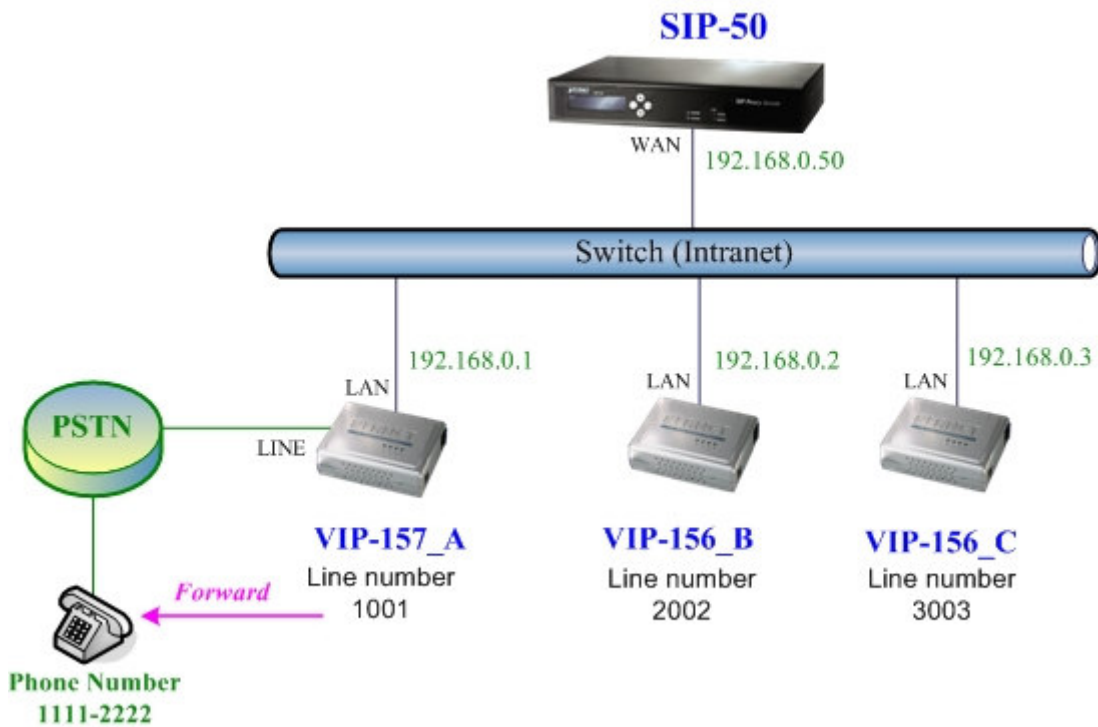 SIP-50
WAN
192.168.0.50
Switch (Intranet)
192.168.0.1
192.168.0.2
192.168.0.3
LAN
LAN
LAN
PSTN
LINE
PLANET
VIP-157_A
VIP-156_B
VIP-156_C
Line number
1001
Line number
2002
Line number
3003
Forward
Phone Number
1111-2222